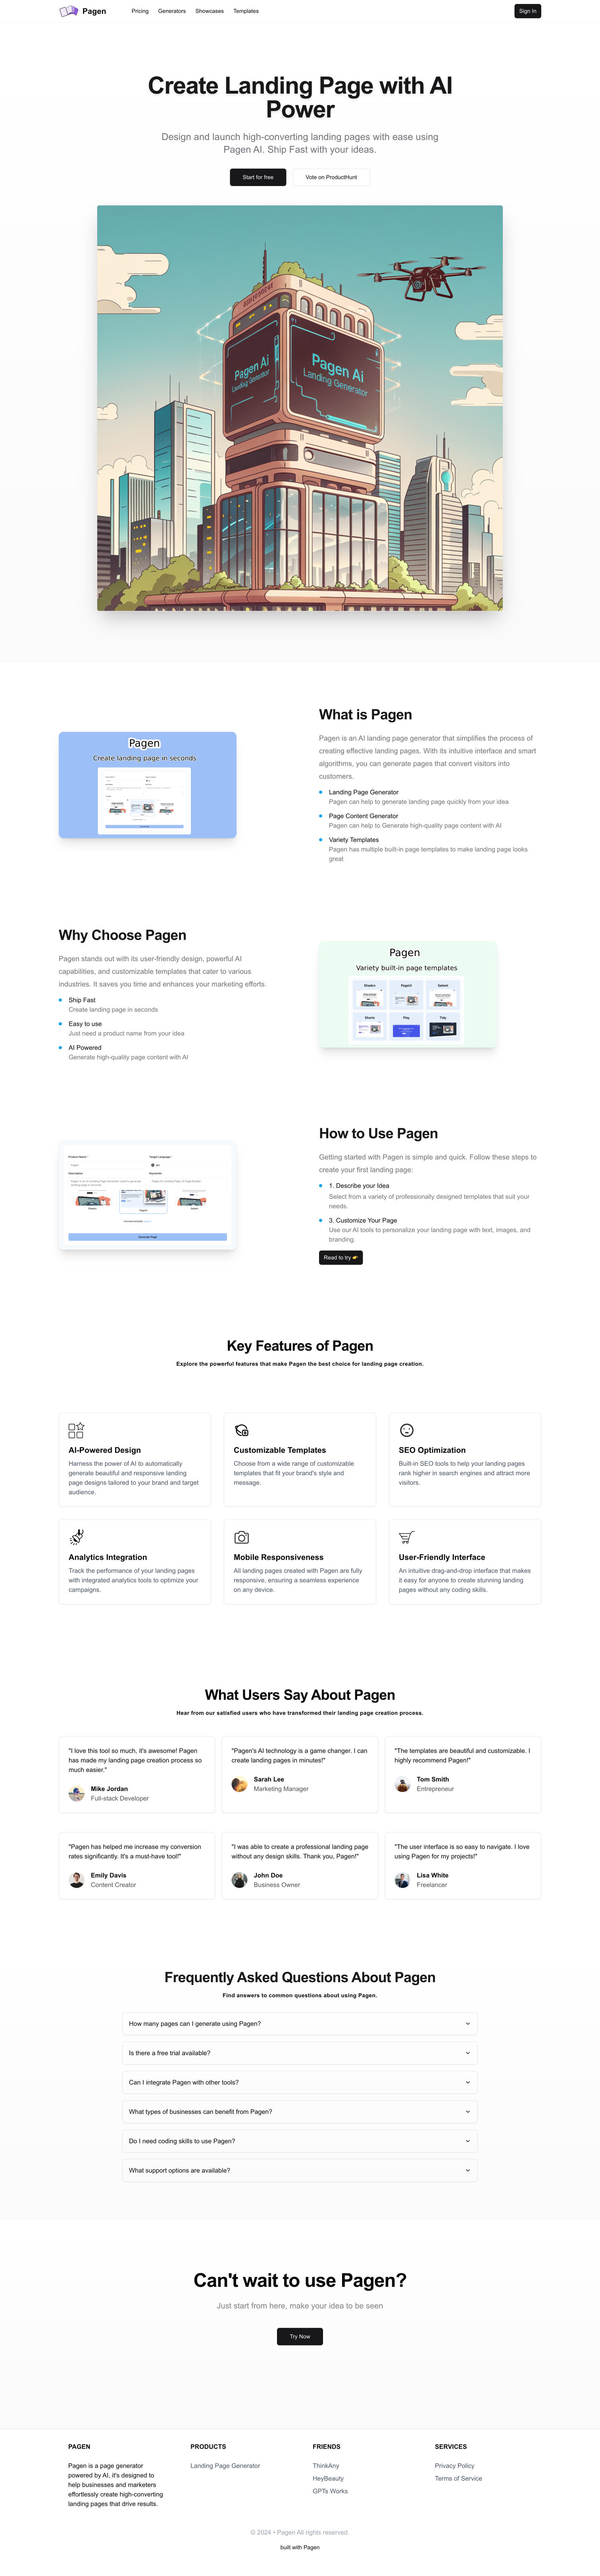 Pagen
Pricing
Generators
Showcases
Templates
Sign In
Create Landing Page with AI
Power
Design and launch high-converting landing pages with ease using
Pagen AI. Ship Fast with your ideas.
Start for free
Vote on ProductHunt
Pagen Ai
Landing Generator
Pagen Ai
Landing Generator
Pagen
Create landing page in seconds
What is Pagen
Pagen is an AI landing page generator that simplifies the process of
creating effective landing pages. With its intuitive interface and smart
algorithms, you can generate pages that convert visitors into
customers.
Landing Page Generator
Pagen can help to generate landing page quickly from your idea
Page Content Generator
Pagen can help to Generate high-quality page content with AI
Variety Templates
Pagen has multiple built-in page templates to make landing page looks
great
Why Choose Pagen
Pagen stands out with its user-friendly design, powerful AI
capabilities, and customizable templates that cater to various
industries. It saves you time and enhances your marketing efforts.
Ship Fast
Create landing page in seconds
Easy to use
Just need a product name from your idea
AI Powered
Generate high-quality page content with AI
Pagen
Variety built-in page templates
Shadcn
PageUI
Salient
Shorts
Play
Tidy
Product Name
Target Language
Pagen
Description
Keywords
Generate Page
How to Use Pagen
Getting started with Pagen is simple and quick. Follow these steps to
create your first landing page:
1. Describe your Idea
Select from a variety of professionally designed templates that suit your
needs.
3. Customize Your Page
Use our AI tools to personalize your landing page with text, images, and
branding.
Read to try 👉
Key Features of Pagen
Explore the powerful features that make Pagen the best choice for landing page creation.
AI-Powered Design
Harness the power of AI to automatically
generate beautiful and responsive landing
page designs tailored to your brand and target
audience.
Customizable Templates
Choose from a wide range of customizable
templates that fit your brand's style and
message.
SEO Optimization
Built-in SEO tools to help your landing pages
rank higher in search engines and attract more
visitors.
Analytics Integration
Track the performance of your landing pages
with integrated analytics tools to optimize your
campaigns.
Mobile Responsiveness
All landing pages created with Pagen are fully
responsive, ensuring a seamless experience
on any device.
User-Friendly Interface
An intuitive drag-and-drop interface that makes
it easy for anyone to create stunning landing
pages without any coding skills.
What Users Say About Pagen
Hear from our satisfied users who have transformed their landing page creation process.
"I love this tool so much, it's awesome! Pagen
has made my landing page creation process so
much easier."
Mike Jordan
Full-stack Developer
"Pagen's AI technology is a game changer. I can
create landing pages in minutes!"
Sarah Lee
Marketing Manager
"The templates are beautiful and customizable. I
highly recommend Pagen!"
Tom Smith
Entrepreneur
"Pagen has helped me increase my conversion
rates significantly. It's a must-have tool!"
Emily Davis
Content Creator
"I was able to create a professional landing page
without any design skills. Thank you, Pagen!"
John Doe
Business Owner
"The user interface is so easy to navigate. I love
using Pagen for my projects!"
Lisa White
Freelancer
Frequently Asked Questions About Pagen
Find answers to common questions about using Pagen.
How many pages can I generate using Pagen?
Is there a free trial available?
Can I integrate Pagen with other tools?
What types of businesses can benefit from Pagen?
Do I need coding skills to use Pagen?
What support options are available?
Can't wait to use Pagen?
Just start from here, make your idea to be seen
Try Now
PAGEN
Pagen is a page generator
powered by AI, it's designed to
help businesses and marketers
effortlessly create high-converting
landing pages that drive results.
PRODUCTS
Landing Page Generator
FRIENDS
ThinkAny
HeyBeauty
GPTs Works
SERVICES
Privacy Policy
Terms of Service
© 2024 • Pagen All rights reserved.
built with Pagen